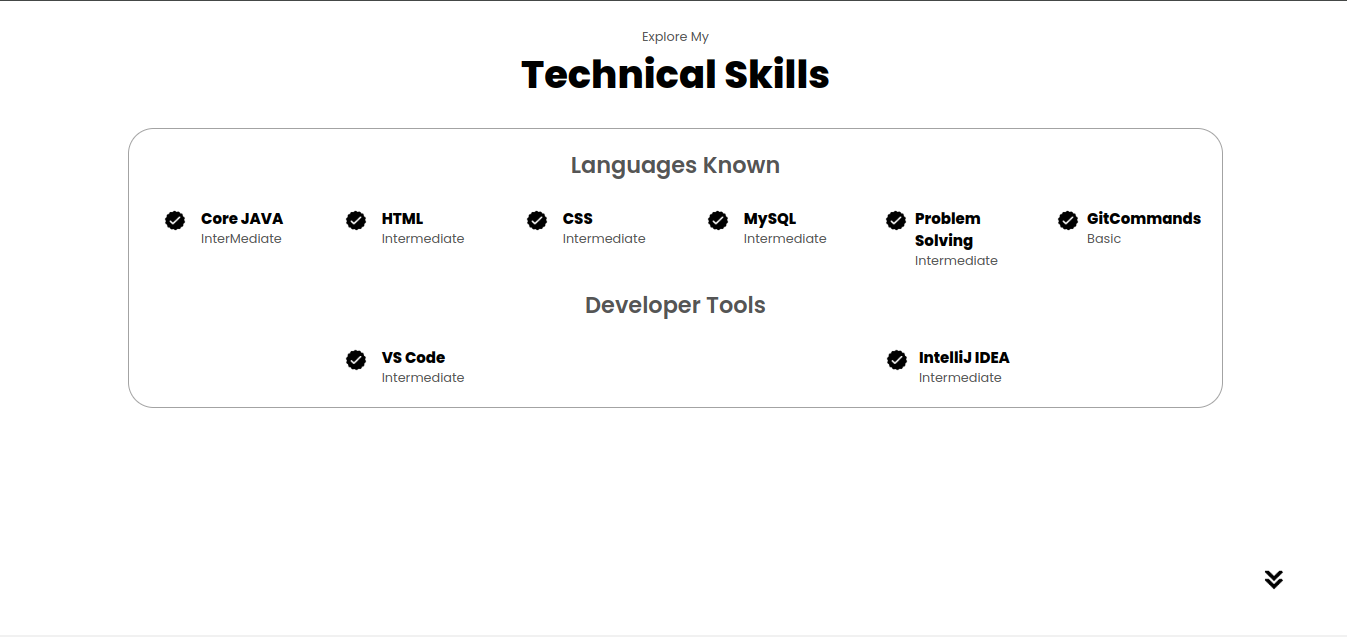 Explore My
Technical Skills
Languages Known
Core JAVA
InterMediate
HTML
Intermediate
CSS
Intermediate
MySQL
Intermediate
Problem
Solving
Intermediate
GitCommands
Basic
Developer Tools
VS Code
Intermediate
IntelliJ IDEA
Intermediate